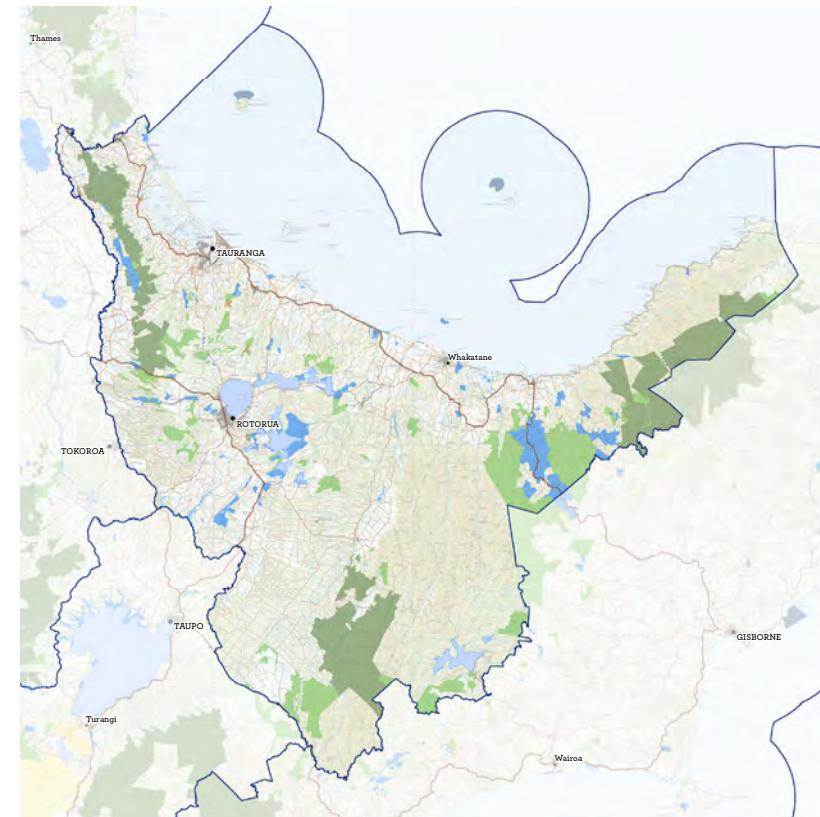 Thames
TAURANGA
Whakatane
ROTORUA
TOKOROA
TAUPO
GISBORNE
Turangi
Wairoa